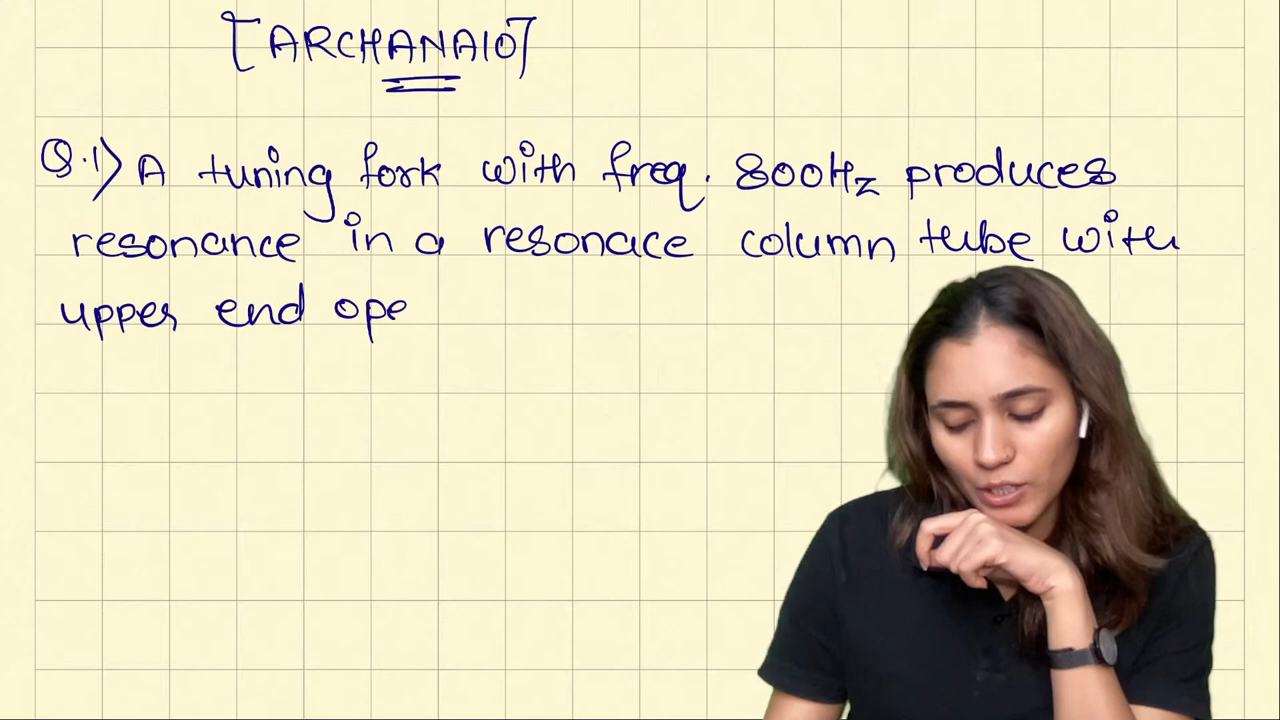 [ARCHANA10]
Q.1) A tuning fork with freq. 800Hz produces
resonance in a resonace column tube with
upper end ope